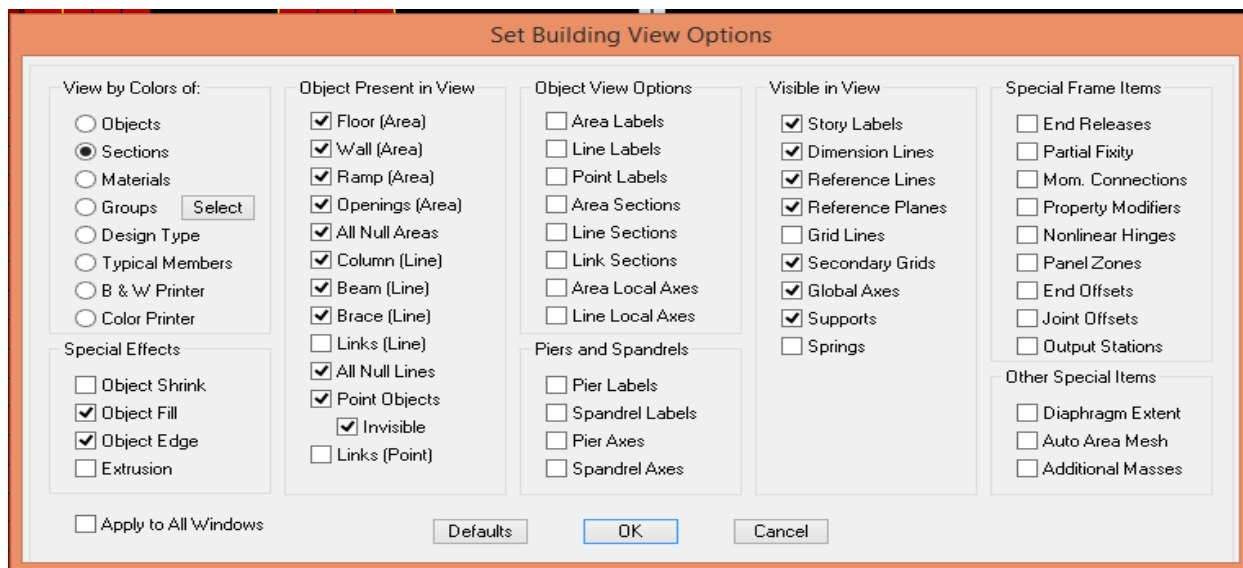 Set Building View Options
View by Colors of:
Objects
Sections
Materials
Groups Select
Design Type
Typical Members
B & W Printer
Color Printer
Special Effects
Object Shrink
Object Fill
Object Edge
Extrusion
Apply to All Windows
Object Present in View
Floor (Area)
Wall (Area)
Ramp (Area)
Openings (Area)
All Null Areas
Column (Line)
Beam (Line)
Brace (Line)
Links (Line)
All Null Lines
Point Objects
Invisible
Links (Point)
Object View Options
Area Labels
Line Labels
Point Labels
Area Sections
Line Sections
Link Sections
Area Local Axes
Line Local Axes
Piers and Spandrels
Pier Labels
Spandrel Labels
Pier Axes
Spandrel Axes
Visible in View
Story Labels
Dimension Lines
Reference Lines
Reference Planes
Grid Lines
Secondary Grids
Global Axes
Supports
Springs
Special Frame Items
End Releases
Partial Fixity
Mom. Connections
Property Modifiers
Nonlinear Hinges
Panel Zones
End Offsets
Joint Offsets
Output Stations
Other Special Items
Diaphragm Extent
Auto Area Mesh
Additional Masses
Defaults OK Cancel